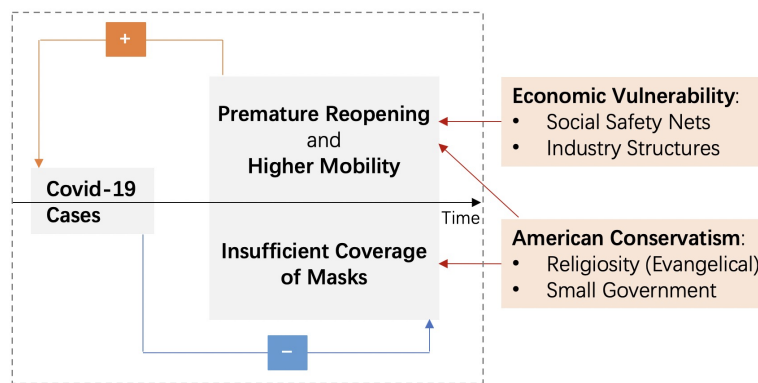 +
Premature Reopening
and
Higher Mobility
Economic Vulnerability:
• Social Safety Nets
• Industry Structures
Covid-19
Cases
Time
Insufficient Coverage
of Masks
American Conservatism:
• Religiosity (Evangelical)
• Small Government
−